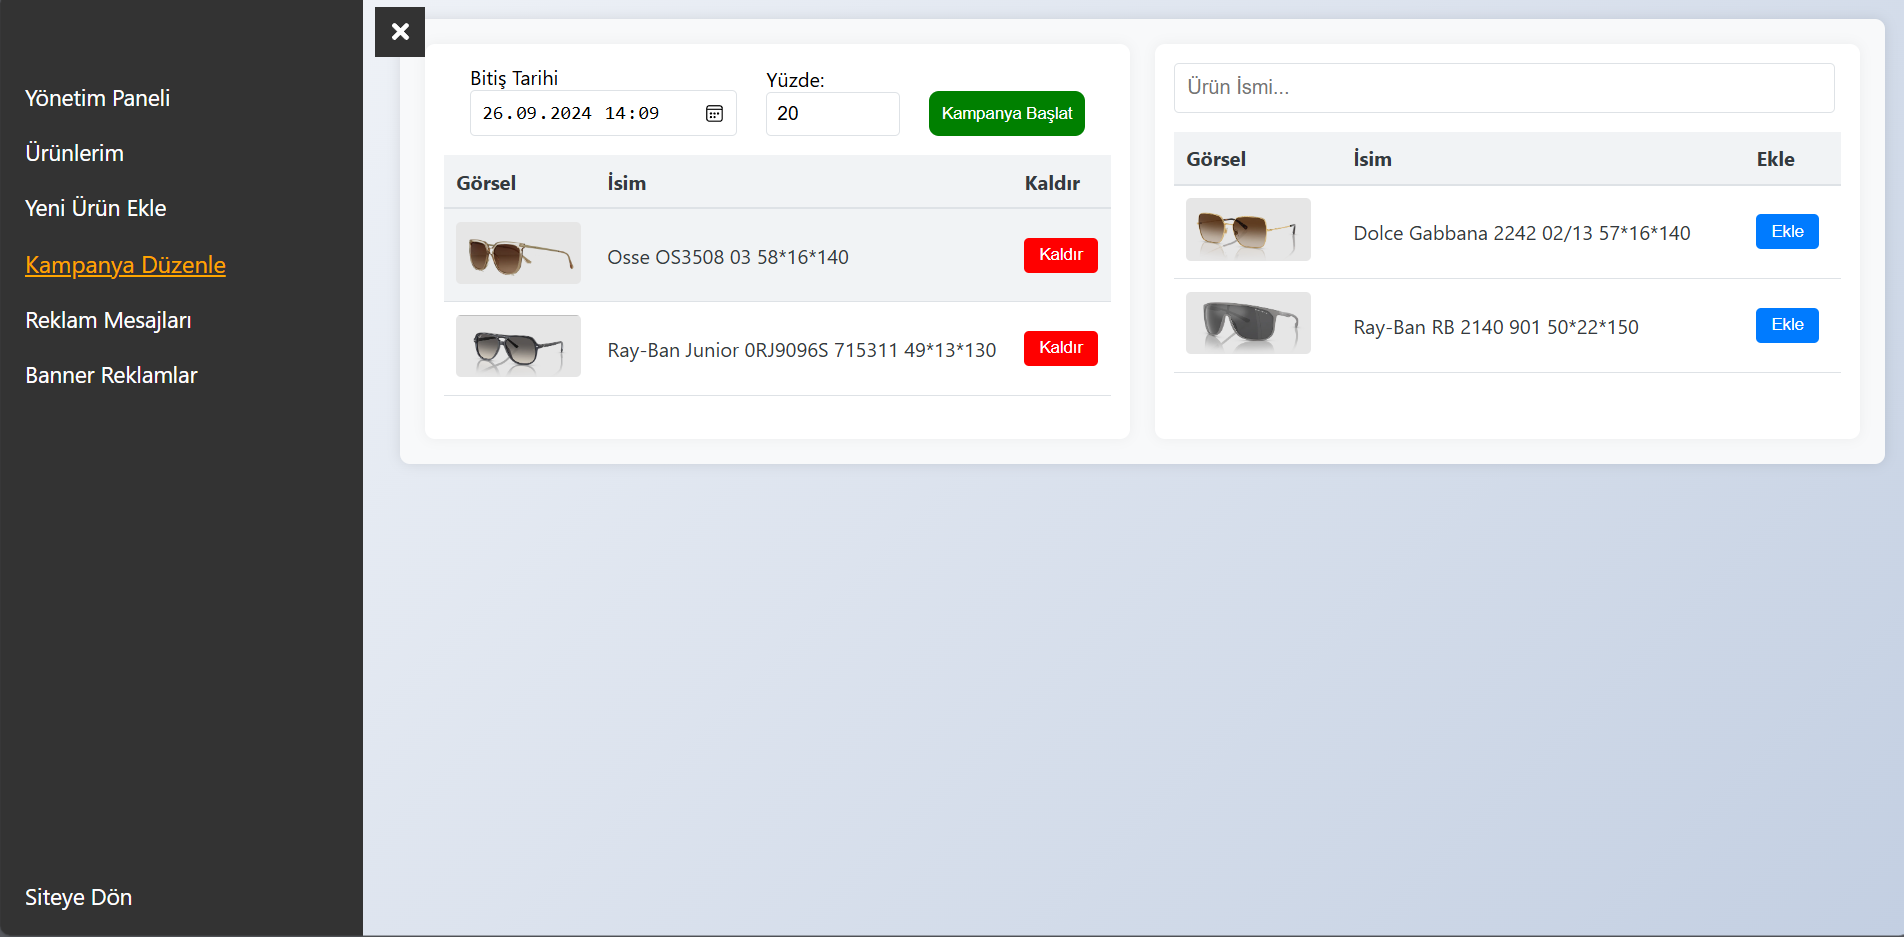 Yönetim Paneli
Ürünlerim
Yeni Ürün Ekle
Kampanya Düzenle
Reklam Mesajları
Banner Reklamlar
Siteye Dön
Bitiş Tarihi
26.09.2024 14:09
Yüzde:
20
Kampanya Başlat
Görsel İsim Kaldır
Osse OS3508 03 58*16*140 Kaldır
Ray-Ban Junior 0RJ9096S 715311 49*13*130 Kaldır
Ürün İsmi...
Görsel İsim Ekle
Dolce Gabbana 2242 02/13 57*16*140 Ekle
Ray-Ban RB 2140 901 50*22*150 Ekle